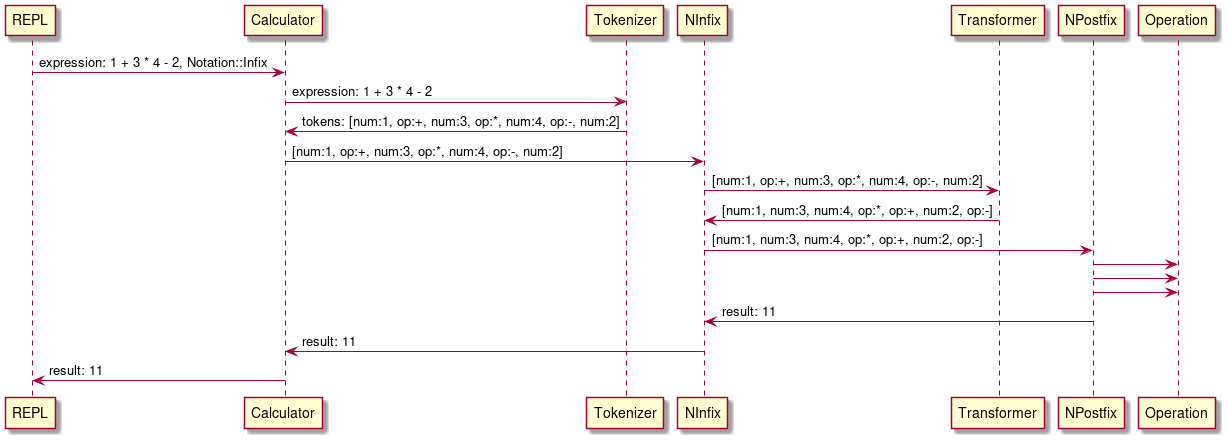 REPL Calculator Tokenizer NInfix Transformer NPostfix Operation
expression: 1 + 3 * 4 - 2, Notation::Infix
expression: 1 + 3 * 4 - 2
tokens: [num:1, op:+, num:3, op:*, num:4, op:-, num:2]
[num:1, op:+, num:3, op:*, num:4, op:-, num:2]
[num:1, op:+, num:3, op:*, num:4, op:-, num:2]
[num:1, num:3, num:4, op:*, op:+, num:2, op:-]
[num:1, num:3, num:4, op:*, op:+, num:2, op:-]
result: 11
result: 11
result: 11
REPL Calculator Tokenizer NInfix Transformer NPostfix Operation